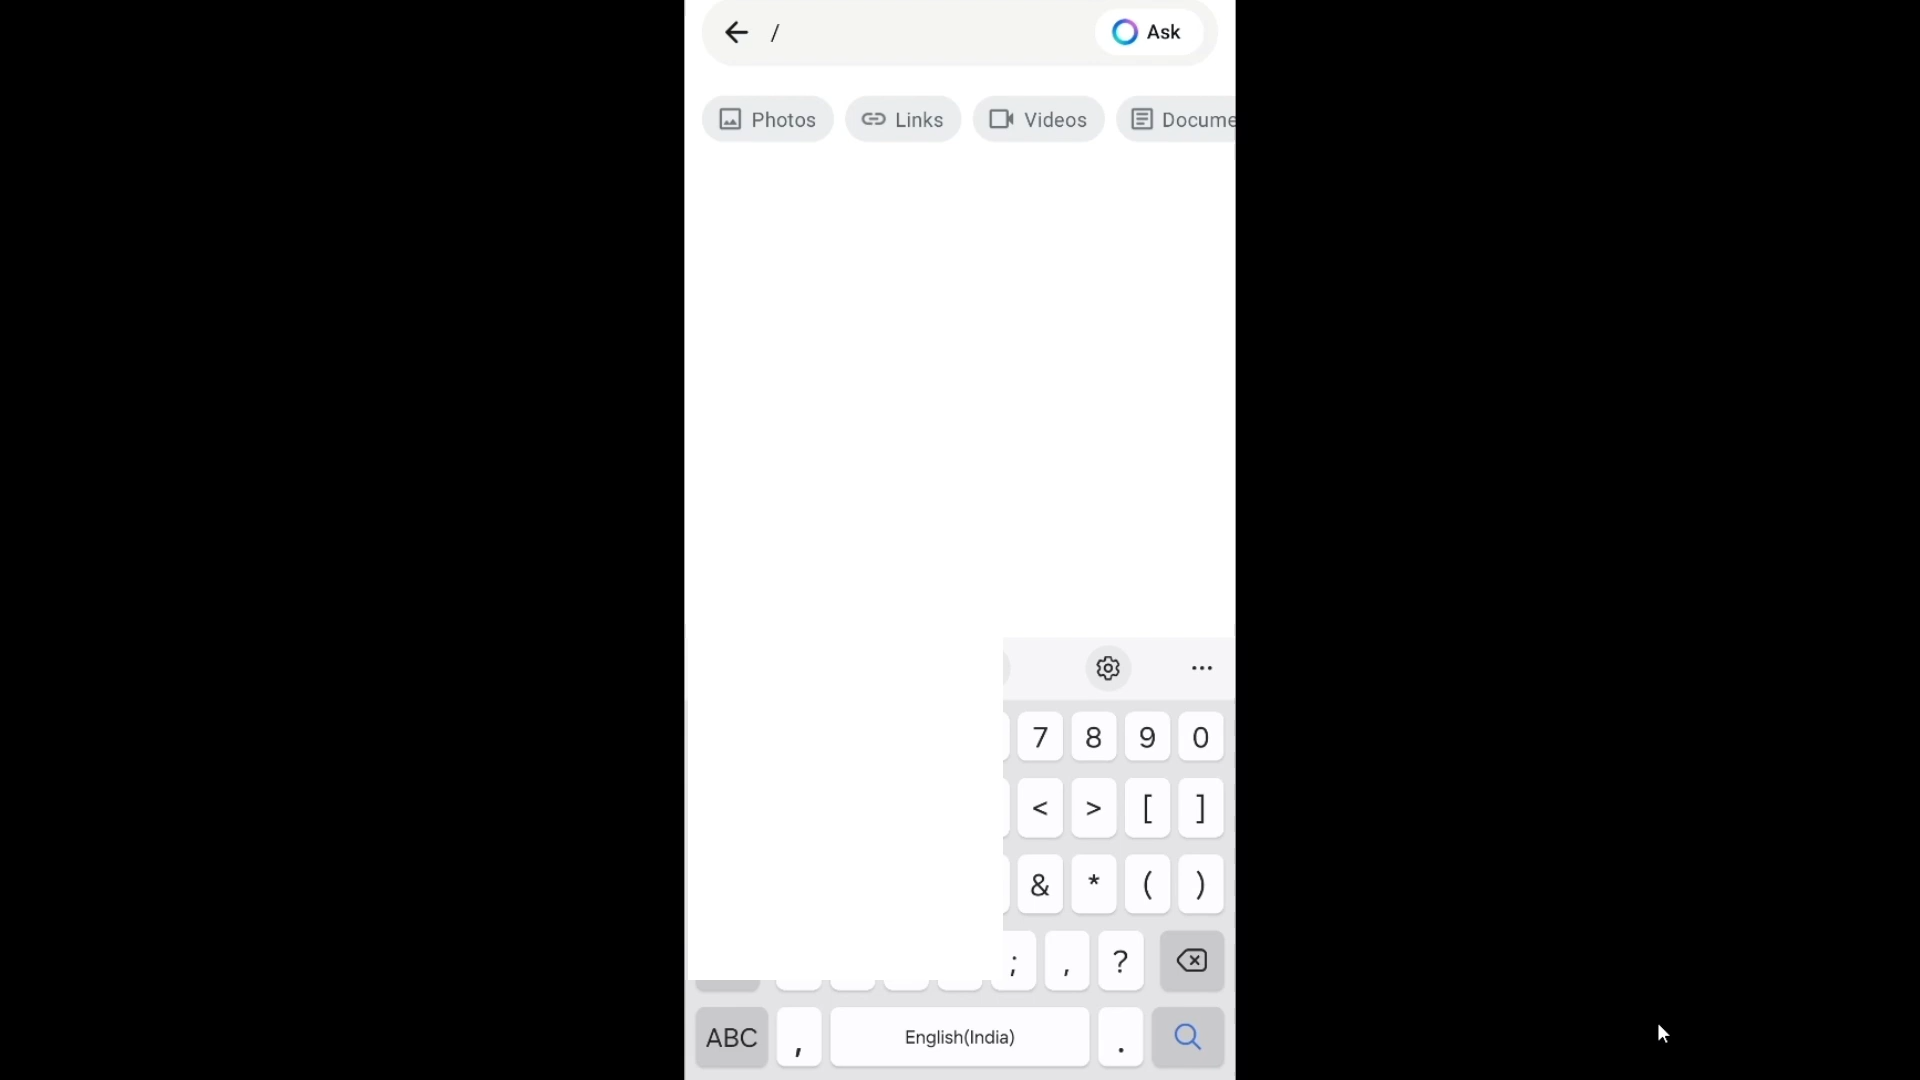 / Ask
Photos Links Videos Docume
7 8 9 0
< > [ ]
& * ( )
; , ?
ABC , English(India) .